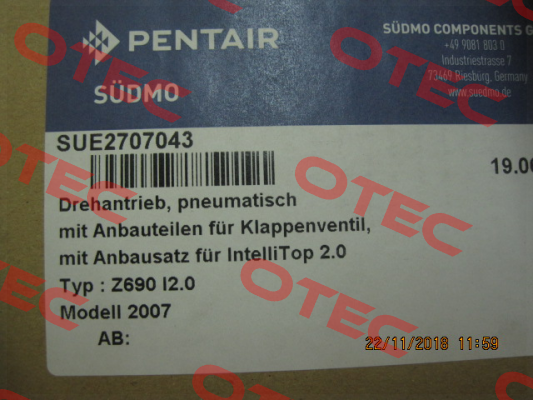 PENTAIR
SÜDMO
SÜDMO COMPONENTS G
+49 9081 803 0
Industriestrasse 7
73469 Riesbürg, Germany
www.suedmo.de
SUE2707043
19.0
Drehantrieb, pneumatisch
mit Anbauteilen für Klappenventil,
mit Anbausatz für IntelliTop 2.0
Typ : Z690 I2.0
Modell 2007
AB:
22/11/2018 11:59
OTEC
OTEC
OTEC
OTEC
OTEC
OTEC